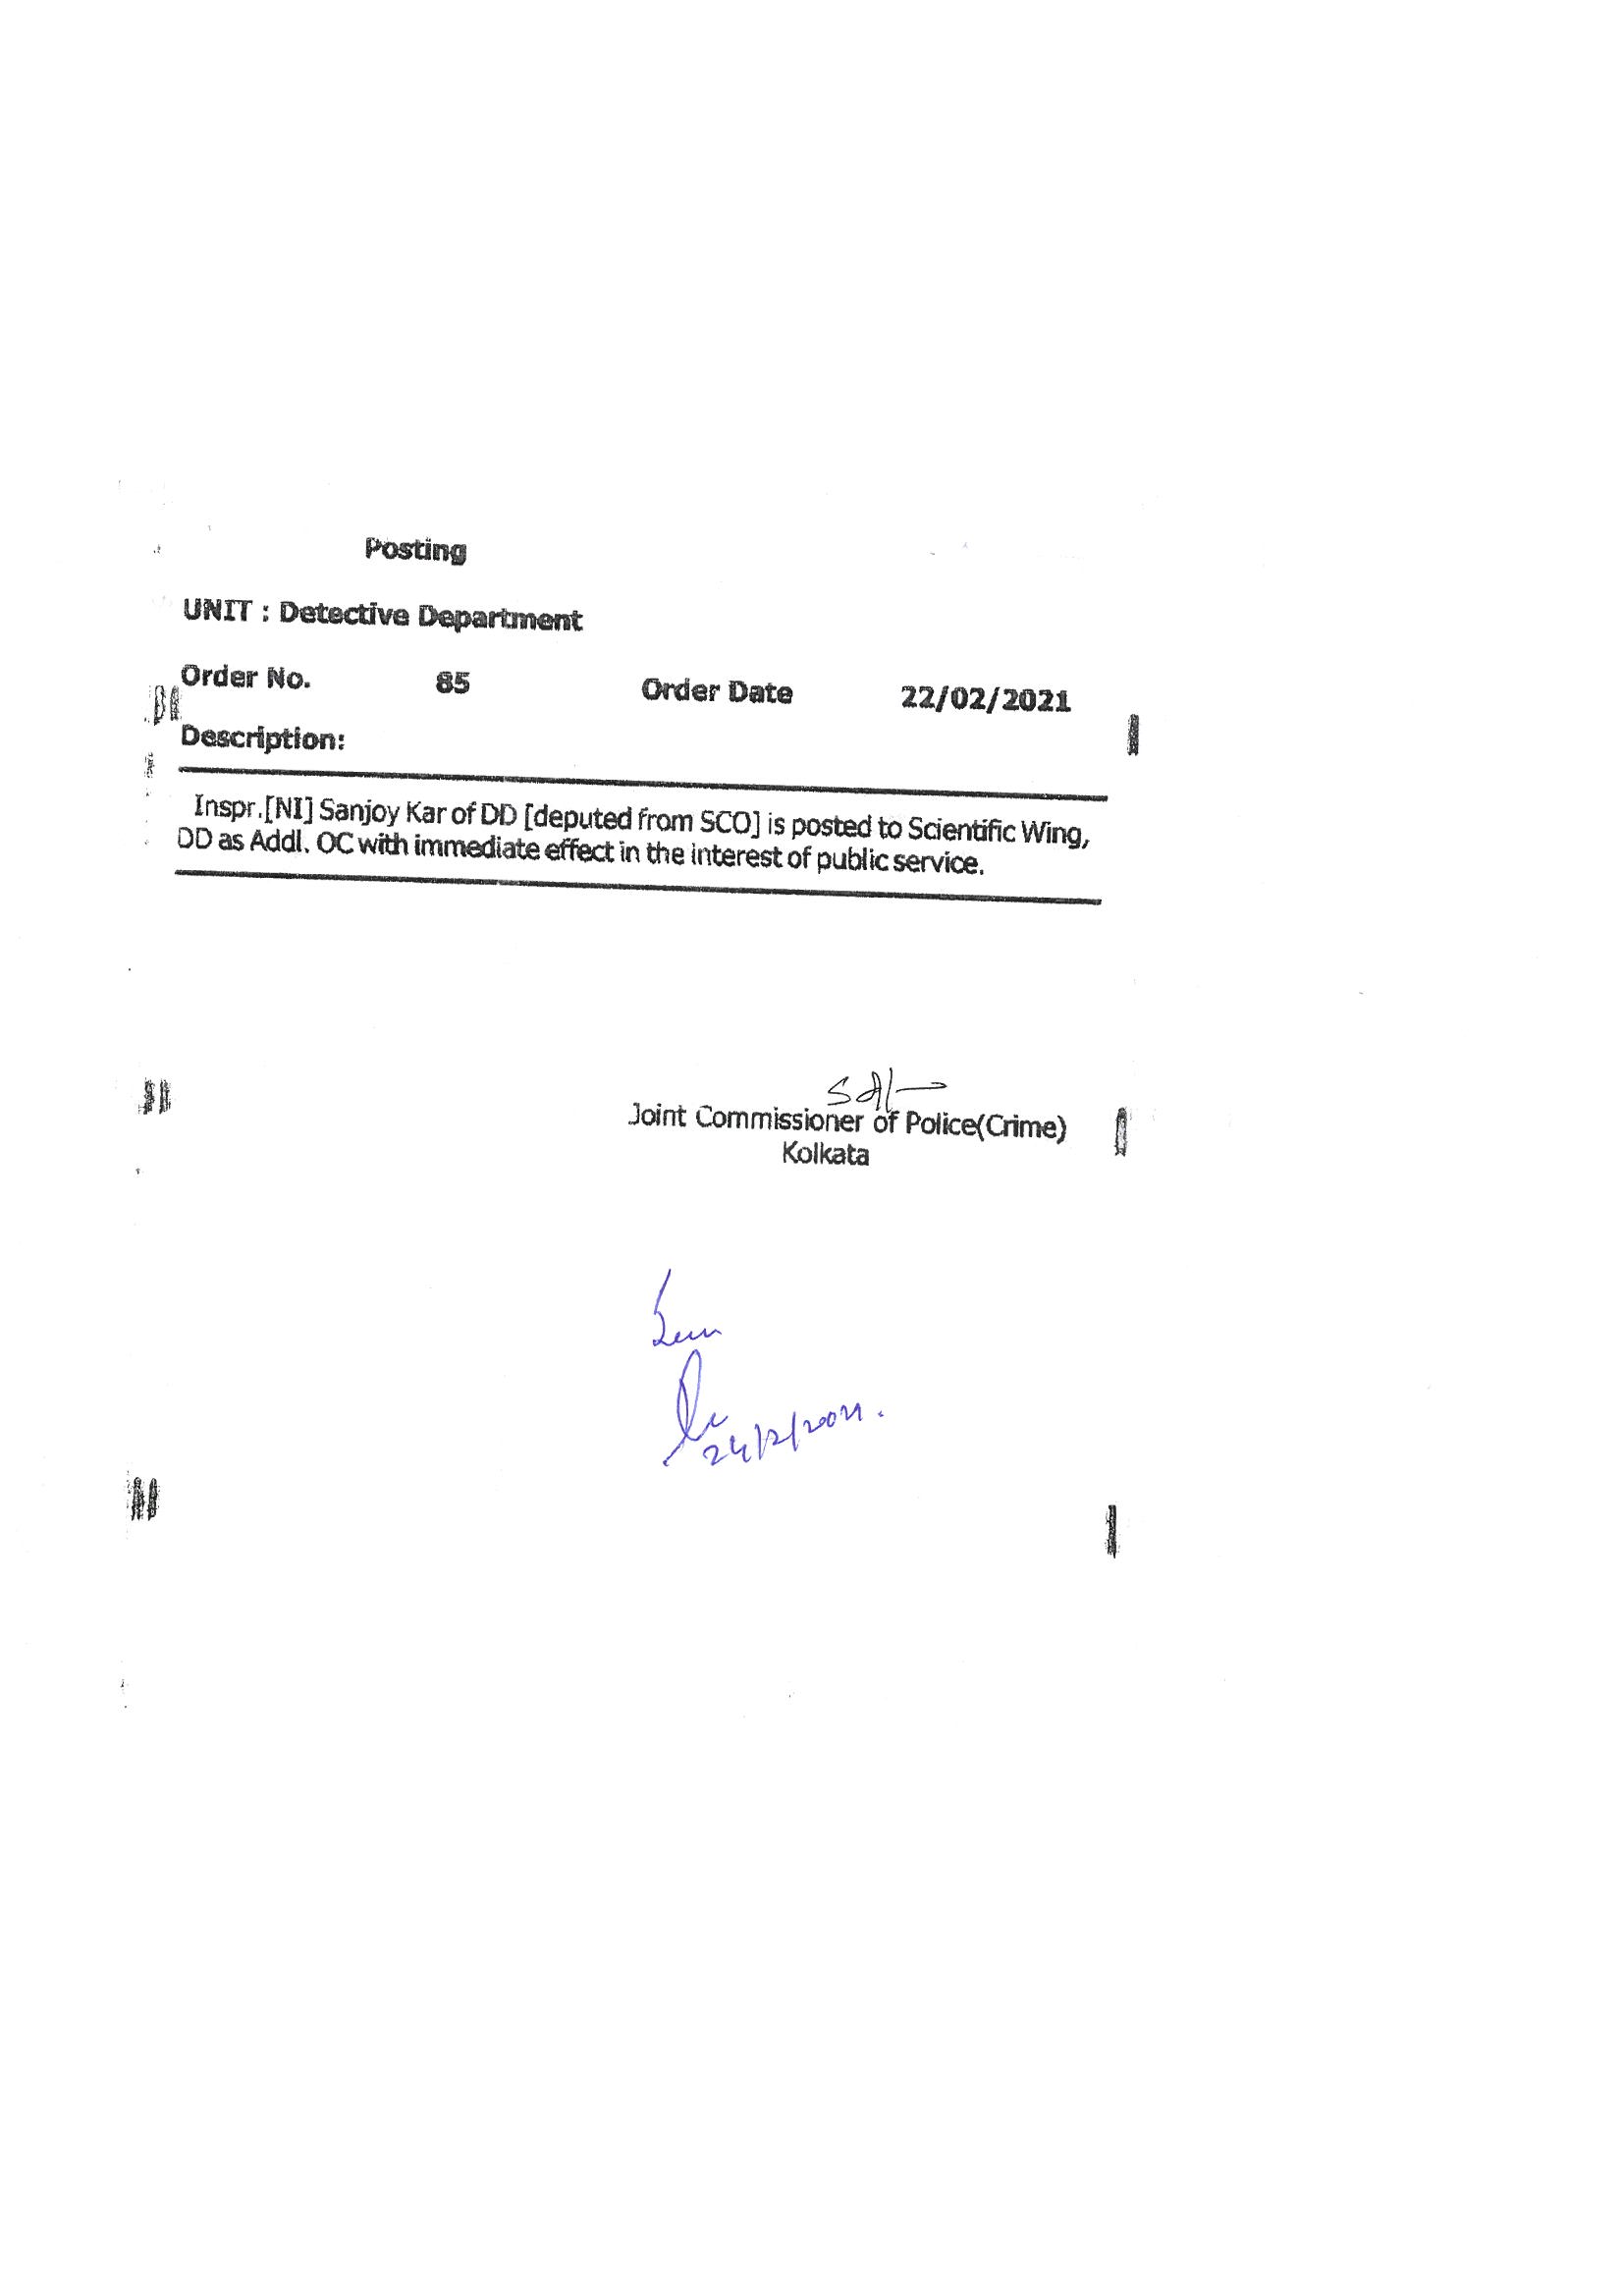 Posting
UNIT : Detective Department
Order No. 85 Order Date 22/02/2021
Description:
Inspr.[NI] Sanjoy Kar of DD [deputed from SCO] is posted to Scientific Wing,
DD as Addl. OC with immediate effect in the interest of public service.
Sd/-
Joint Commissioner of Police(Crime)
Kolkata
24/2/2021.